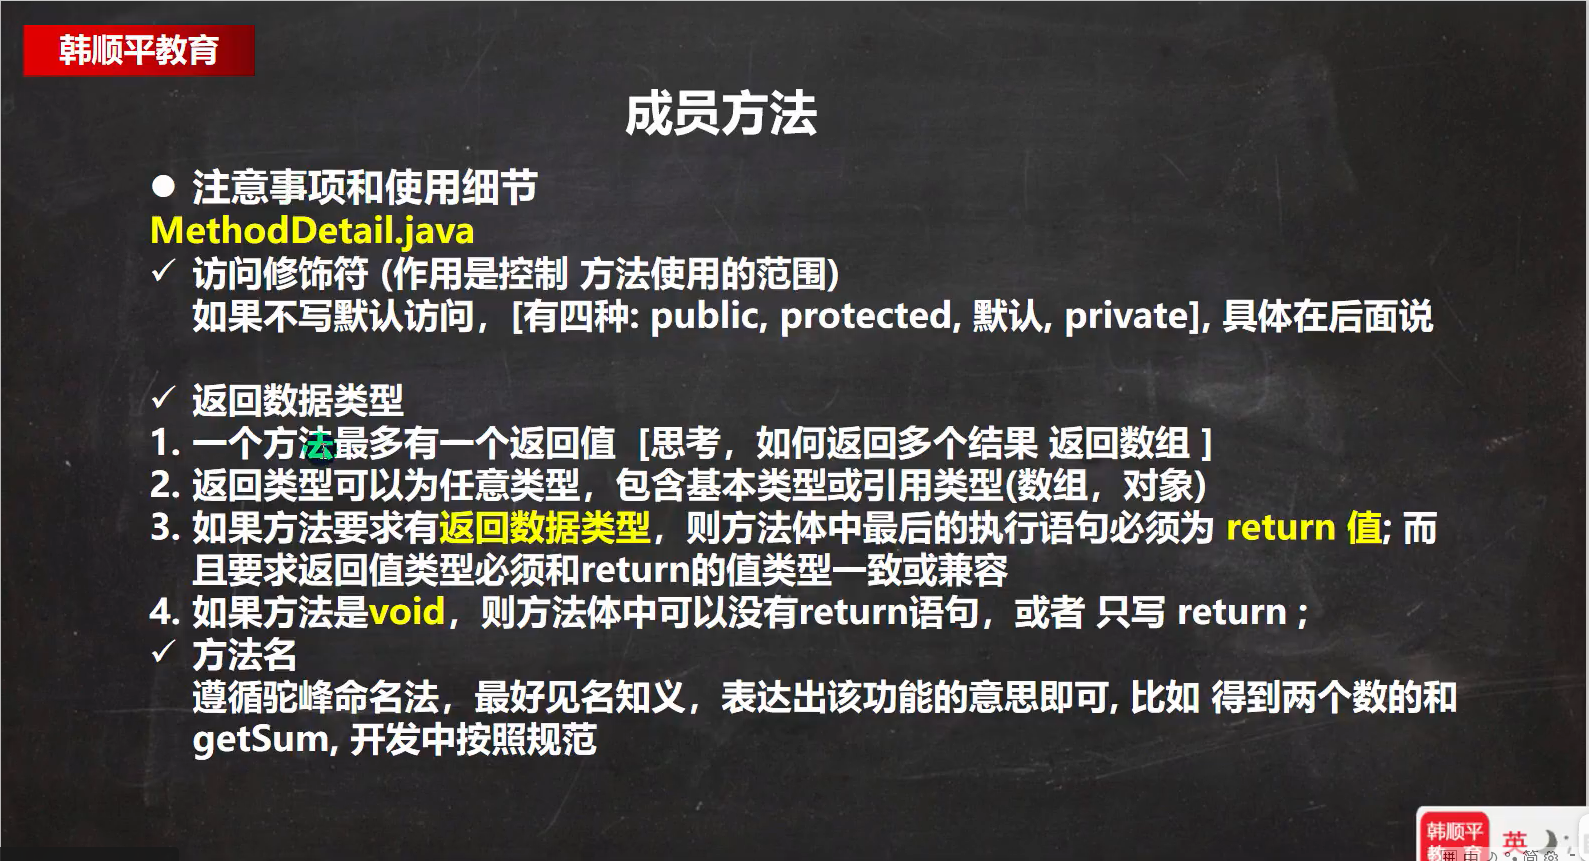 韩顺平教育
成员方法
● 注意事项和使用细节
MethodDetail.java
✓ 访问修饰符 (作用是控制 方法使用的范围)
如果不写默认访问，[有四种: public, protected, 默认, private], 具体在后面说
✓ 返回数据类型
1. 一个方法最多有一个返回值 [思考，如何返回多个结果 返回数组 ]
2. 返回类型可以为任意类型，包含基本类型或引用类型(数组，对象)
3. 如果方法要求有返回数据类型，则方法体中最后的执行语句必须为 return 值; 而
且要求返回值类型必须和return的值类型一致或兼容
4. 如果方法是void，则方法体中可以没有return语句，或者 只写 return ;
✓ 方法名
遵循驼峰命名法，最好见名知义，表达出该功能的意思即可, 比如 得到两个数的和
getSum, 开发中按照规范
韩顺平
英